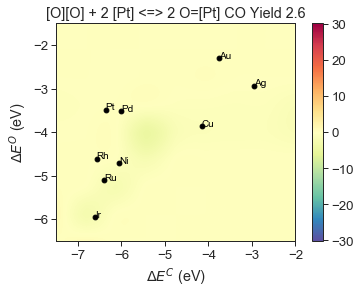 [O][O] + 2 [Pt] <=> 2 O=[Pt] CO Yield 2.6
−2
−3
−4
−5
−6
ΔE^O (eV)
Au
Ag
Pt
Pd
Cu
Rh
Ni
Ru
Ir
−7
−6
−5
−4
−3
−2
ΔE^C (eV)
30
20
10
0
−10
−20
−30